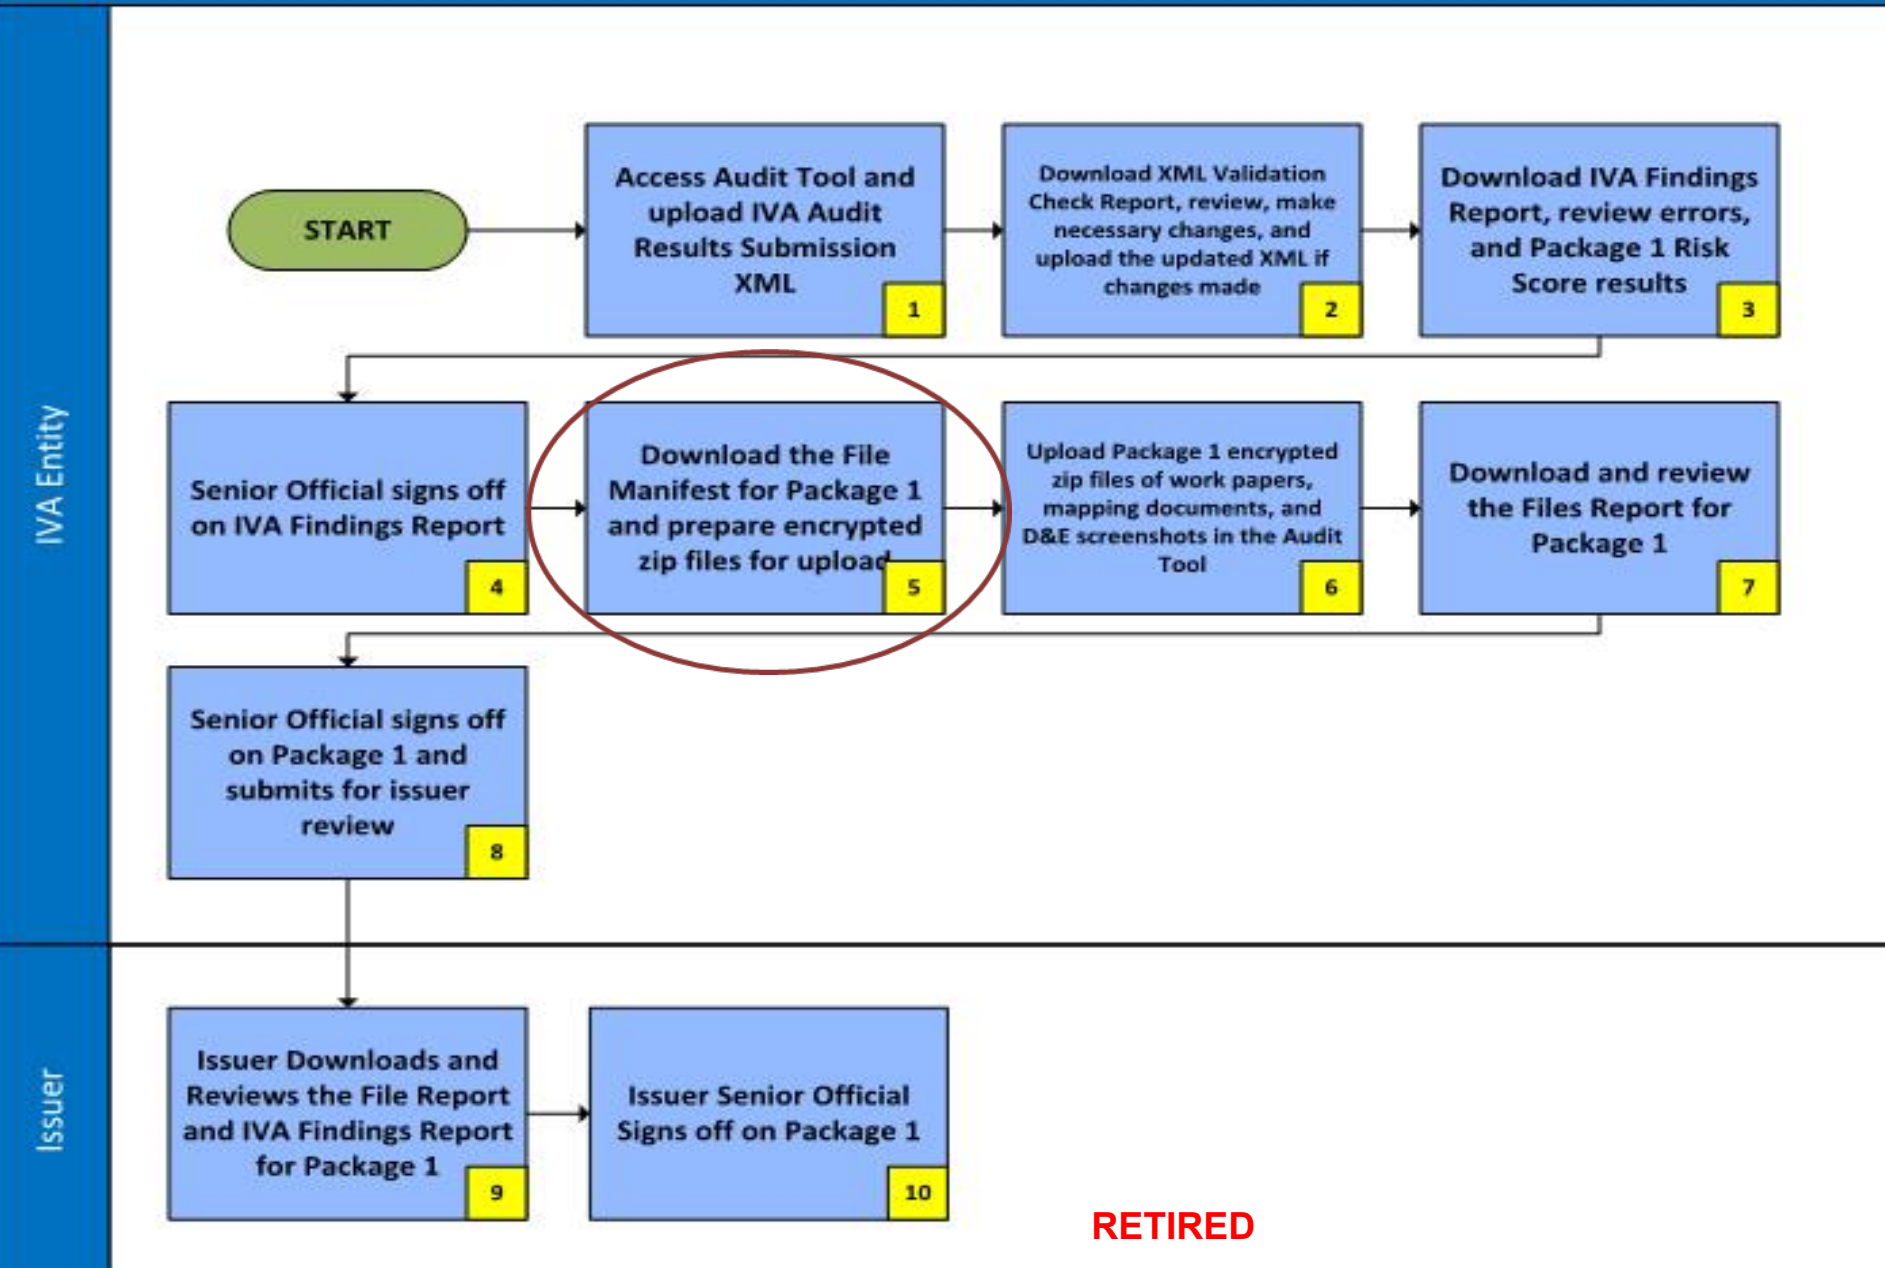 IVA Entity
START
Access Audit Tool and
upload IVA Audit
Results Submission
XML
1
Download XML Validation
Check Report, review, make
necessary changes, and
upload the updated XML if
changes made
2
Download IVA Findings
Report, review errors,
and Package 1 Risk
Score results
3
Senior Official signs off
on IVA Findings Report
4
Download the File
Manifest for Package 1
and prepare encrypted
zip files for upload
5
Upload Package 1 encrypted
zip files of work papers,
mapping documents, and
D&E screenshots in the Audit
Tool
6
Download and review
the Files Report for
Package 1
7
Senior Official signs off
on Package 1 and
submits for issuer
review
8
Issuer
Issuer Downloads and
Reviews the File Report
and IVA Findings Report
for Package 1
9
Issuer Senior Official
Signs off on Package 1
10
RETIRED